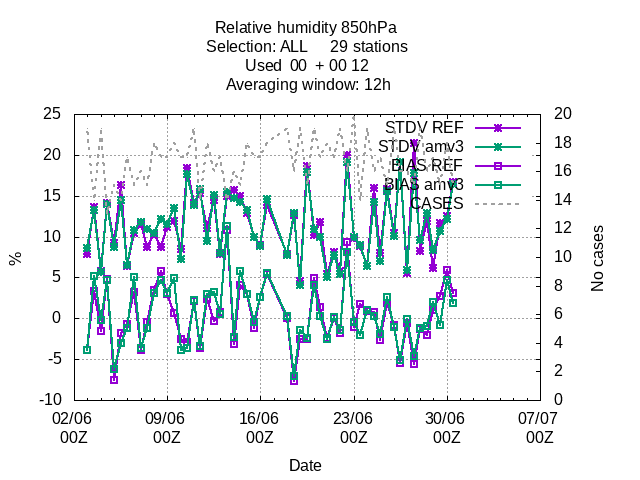 Relative humidity 850hPa
Selection: ALL     29 stations
Used  00  + 00 12
Averaging window: 12h
25
20
15
10
5
0
-5
-10
%
20
18
16
14
12
10
8
6
4
2
0
No cases
STDV REF
STDV amv3
BIAS REF
BIAS amv3
CASES
02/06 09/06 16/06 23/06 30/06 07/07
00Z 00Z 00Z 00Z 00Z 00Z
Date